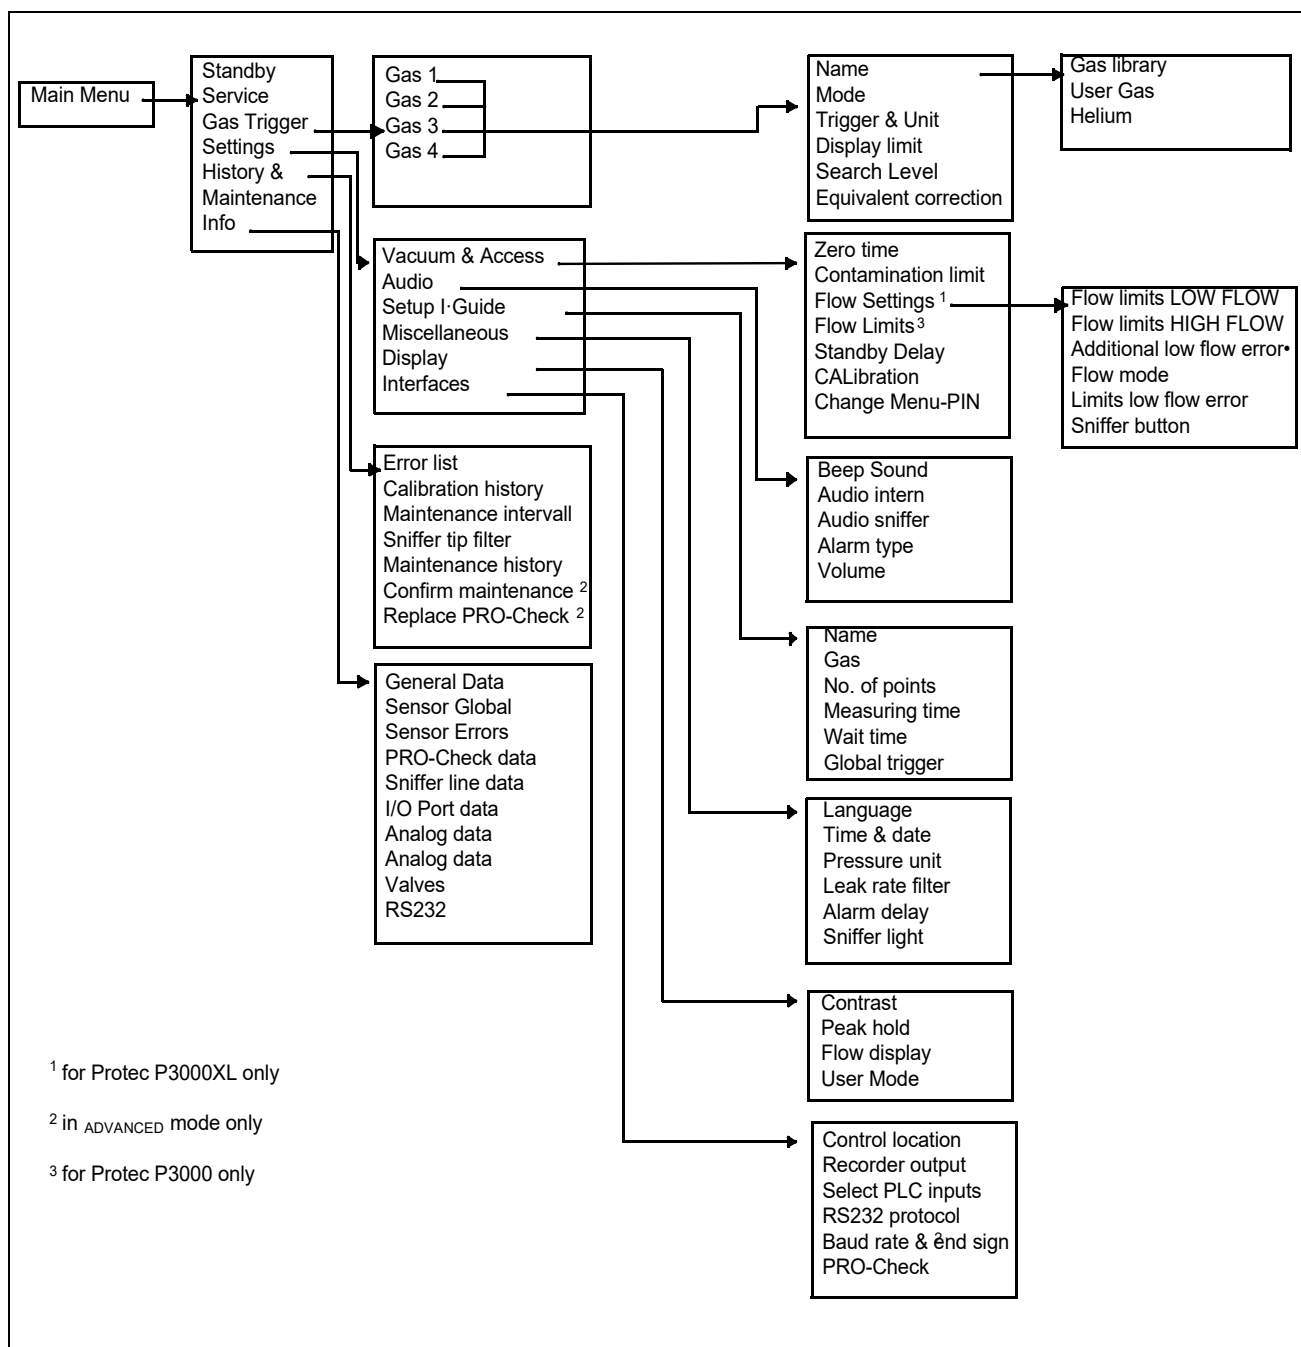 Main Menu
Standby
Service
Gas Trigger
Settings
History &
Maintenance
Info
Gas 1
Gas 2
Gas 3
Gas 4
Name
Mode
Trigger & Unit
Display limit
Search Level
Equivalent correction
Gas library
User Gas
Helium
Vacuum & Access
Audio
Setup I·Guide
Miscellaneous
Display
Interfaces
Zero time
Contamination limit
Flow Settings 1
Flow Limits 3
Standby Delay
CALibration
Change Menu-PIN
Flow limits LOW FLOW
Flow limits HIGH FLOW
Additional low flow error•
Flow mode
Limits low flow error
Sniffer button
Error list
Calibration history
Maintenance intervall
Sniffer tip filter
Maintenance history
Confirm maintenance 2
Replace PRO-Check 2
Beep Sound
Audio intern
Audio sniffer
Alarm type
Volume
Name
Gas
No. of points
Measuring time
Wait time
Global trigger
General Data
Sensor Global
Sensor Errors
PRO-Check data
Sniffer line data
I/O Port data
Analog data
Analog data
Valves
RS232
Language
Time & date
Pressure unit
Leak rate filter
Alarm delay
Sniffer light
Contrast
Peak hold
Flow display
User Mode
Control location
Recorder output
Select PLC inputs
RS232 protocol
Baud rate & end sign 2
PRO-Check
1 for Protec P3000XL only
2 in ADVANCED mode only
3 for Protec P3000 only